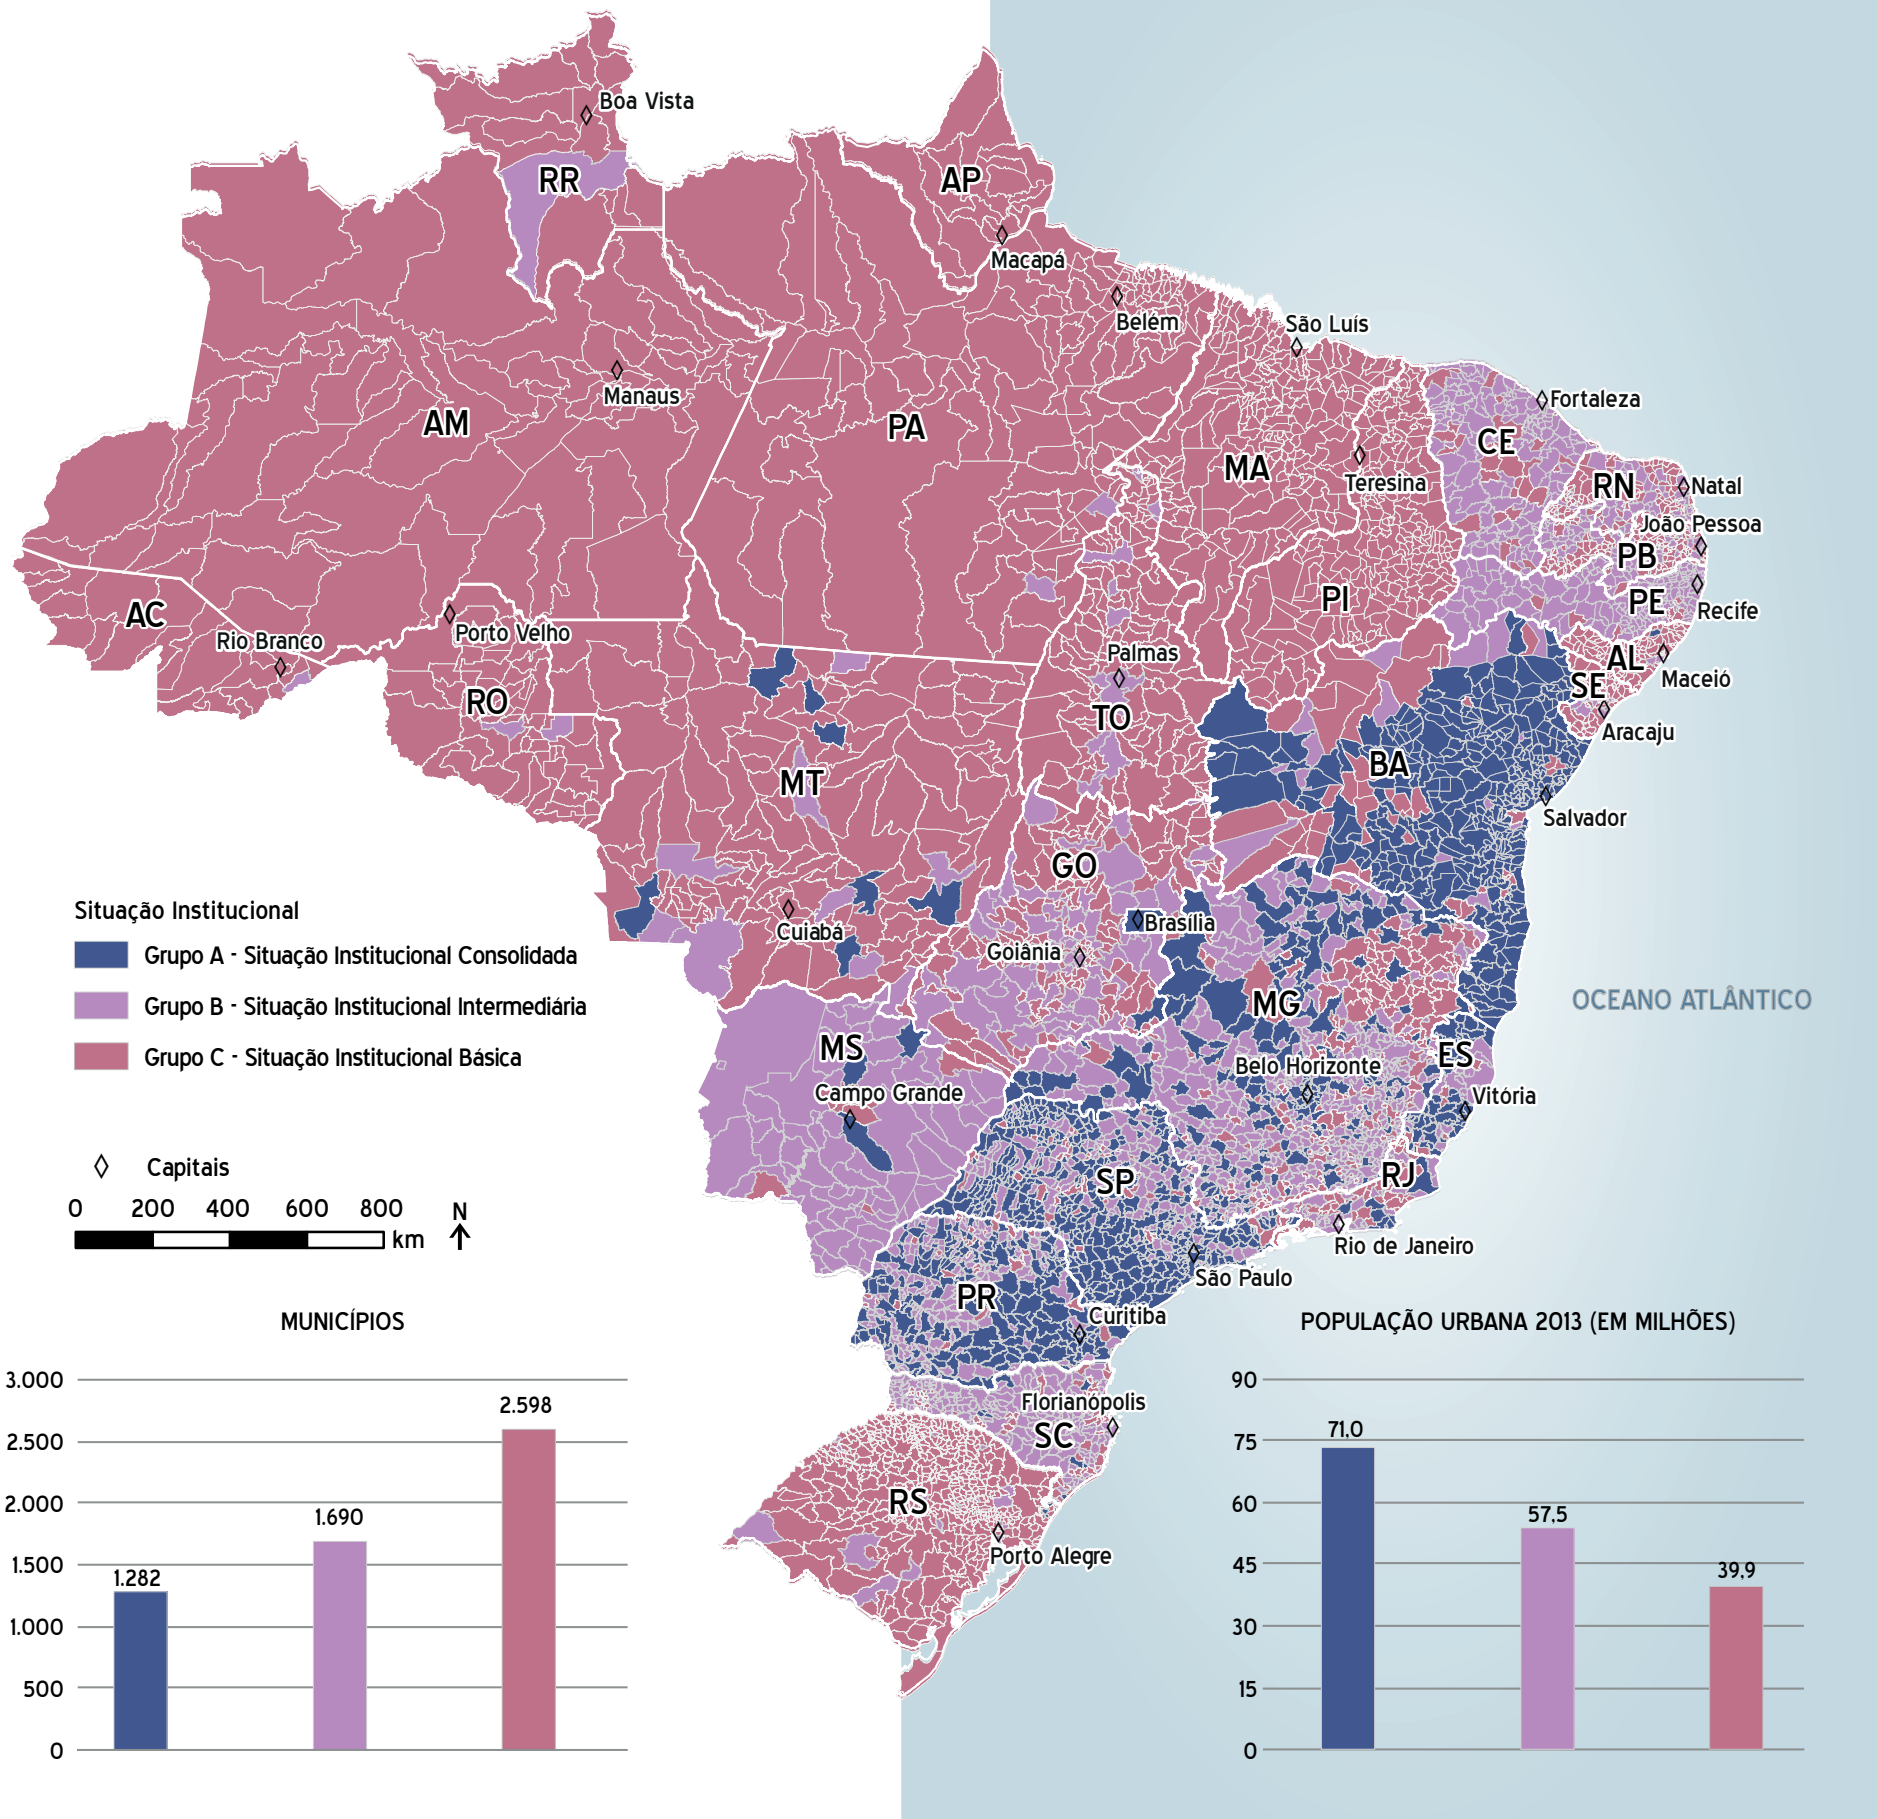 Boa Vista
RR
AP
Macapá
Belém
São Luís
Manaus
Fortaleza
AM
PA
CE
MA
Teresina
RN
Natal
João Pessoa
PB
PI
PE
Recife
AC
Porto Velho
Rio Branco
Palmas
AL
Maceió
SE
RO
TO
Aracaju
BA
MT
Salvador
GO
Situação Institucional
Cuiabá
Brasília
Grupo A - Situação Institucional Consolidada
Goiânia
Grupo B - Situação Institucional Intermediária
MG
OCEANO ATLÂNTICO
Grupo C - Situação Institucional Básica
MS
ES
Belo Horizonte
Campo Grande
Vitória
Capitais
SP
RJ
0 200 400 600 800
km
N
Rio de Janeiro
São Paulo
PR
Curitiba
Florianópolis
SC
RS
Porto Alegre
MUNICÍPIOS
3.000
2.500
2.000
1.500
1.000
500
0
1.282
1.690
2.598
POPULAÇÃO URBANA 2013 (EM MILHÕES)
90
75
60
45
30
15
0
71,0
57,5
39,9